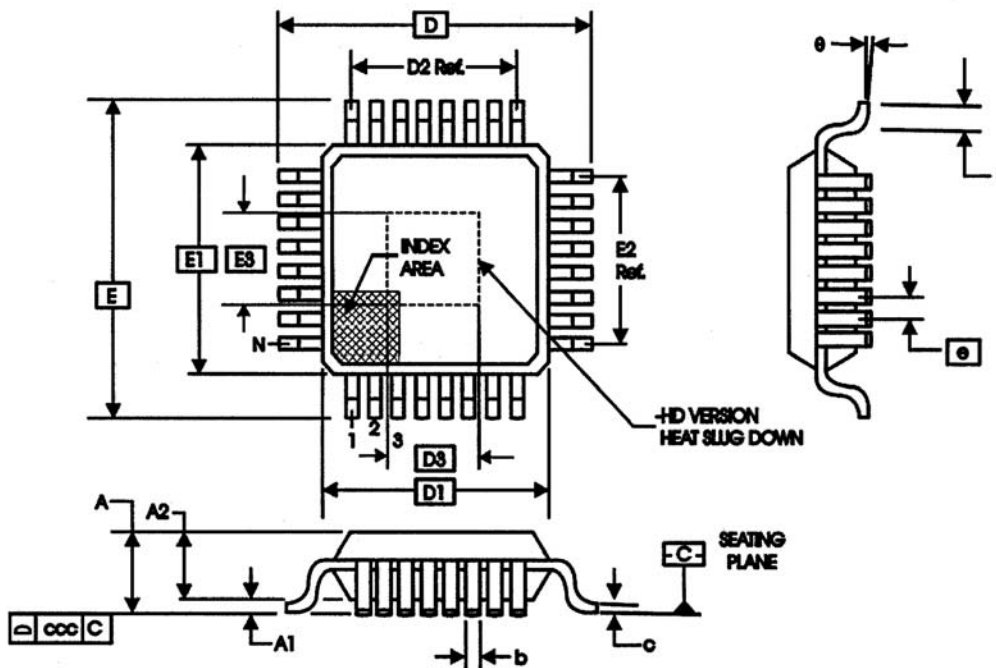 D
θ
D2 Ref.
E
E1
E3
INDEX
AREA
E2
Ref.
N
e
1
2
3
-HD VERSION
HEAT SLUG DOWN
D3
D1
A
A2
-C-
SEATING
PLANE
ccc C
A1
b
c